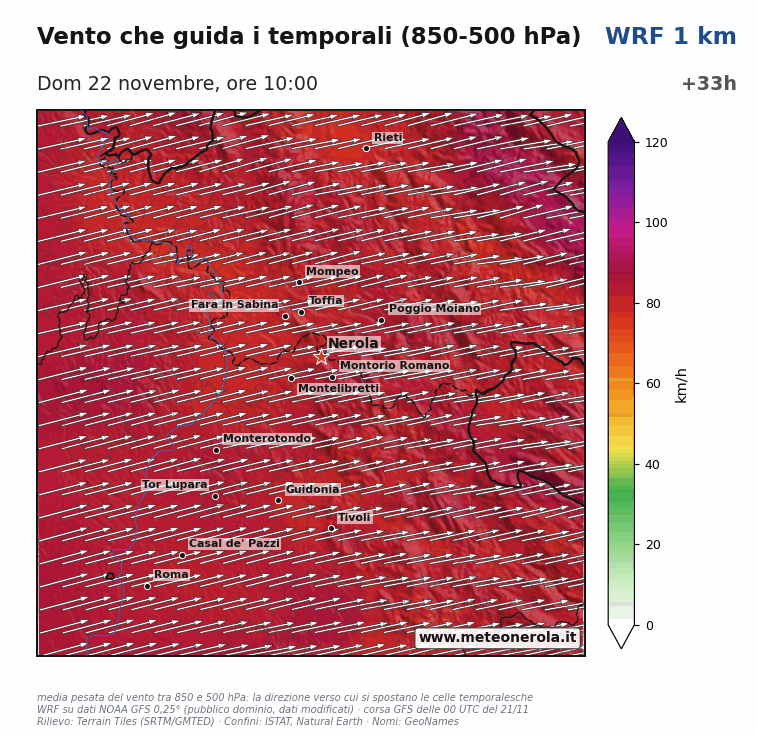 Vento che guida i temporali (850-500 hPa) WRF 1 km
Dom 22 novembre, ore 10:00 +33h
Rieti
Mompeo
Fara in Sabina
Toffia
Poggio Moiano
Nerola
Montorio Romano
Montelibretti
Monterotondo
Tor Lupara
Guidonia
Tivoli
Casal de' Pazzi
Roma
www.meteonerola.it
120
100
80
60
40
20
0
km/h
media pesata del vento tra 850 e 500 hPa: la direzione verso cui si spostano le celle temporalesche
WRF su dati NOAA GFS 0,25° (pubblico dominio, dati modificati) · corsa GFS delle 00 UTC del 21/11
Rilievo: Terrain Tiles (SRTM/GMTED) · Confini: ISTAT, Natural Earth · Nomi: GeoNames